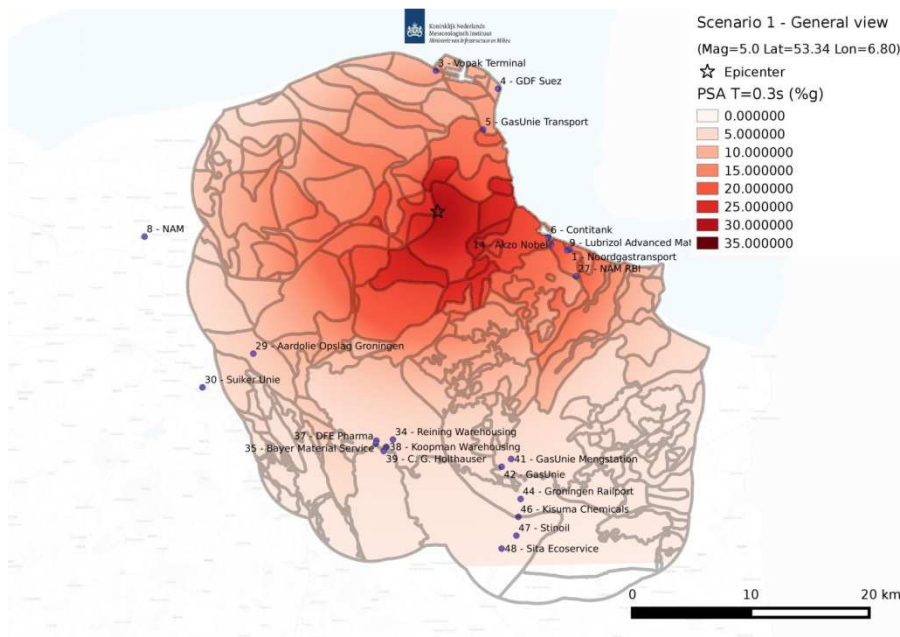 Koninklijk Nederlands
Meteorologisch Instituut
Ministerie van Infrastructuur en Milieu
Scenario 1 - General view
(Mag=5.0 Lat=53.34 Lon=6.80)
Epicenter
PSA T=0.3s (%g)
0.000000
5.000000
10.000000
15.000000
20.000000
25.000000
30.000000
35.000000
3 - Vopak Terminal
4 - GDF Suez
5 - GasUnie Transport
8 - NAM
6 - Contitank
14 - Akzo Nobel
9 - Lubrizol Advanced Mat
1 - Noordgastransport
27 - NAM RBI
29 - Aardolie Opslag Groningen
30 - Suiker Unie
34 - Reining Warehousing
37 - DFE Pharma
35 - Bayer Material Service
38 - Koopman Warehousing
39 - C. G. Holthauser
41 - GasUnie Mengstation
42 - GasUnie
44 - Groningen Railport
46 - Kisuma Chemicals
47 - Stinoil
48 - Sita Ecoservice
0 10 20 km